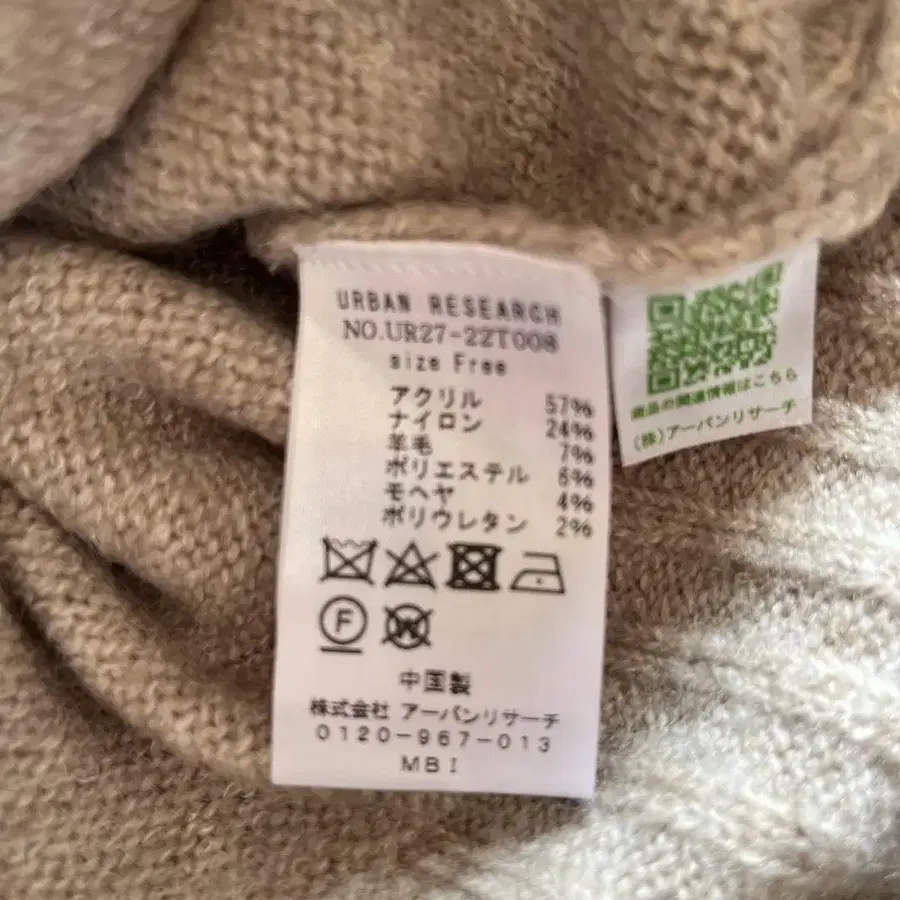 URBAN RESEARCH
NO.UR27-22T008
size Free
アクリル 57%
ナイロン 24%
羊毛 7%
ポリエステル 6%
モヘヤ 4%
ポリウレタン 2%
F
W
中国製
株式会社 アーバンリサーチ
0120-967-013
MBI
商品の関連情報はこちら
(株)アーバンリサーチ